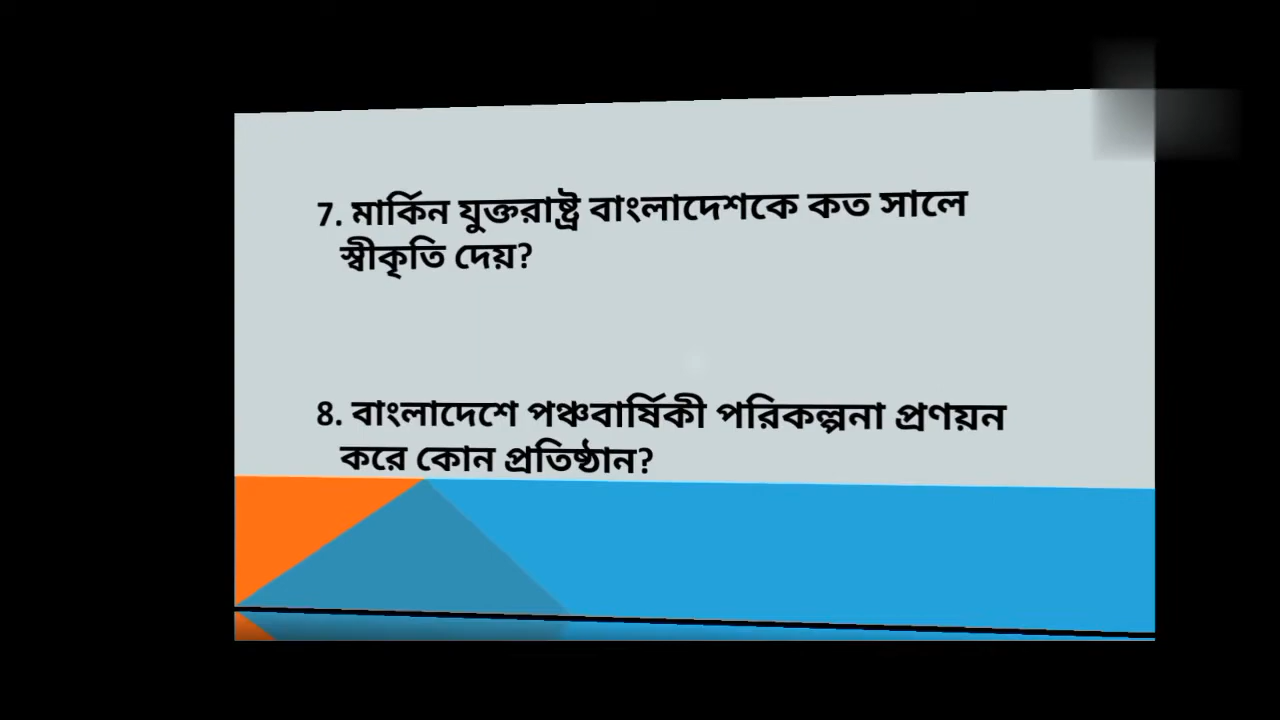 7. মার্কিন যুক্তরাষ্ট্র বাংলাদেশকে কত সালে
স্বীকৃতি দেয়?
8. বাংলাদেশে পঞ্চবার্ষিকী পরিকল্পনা প্রণয়ন
করে কোন প্রতিষ্ঠান?